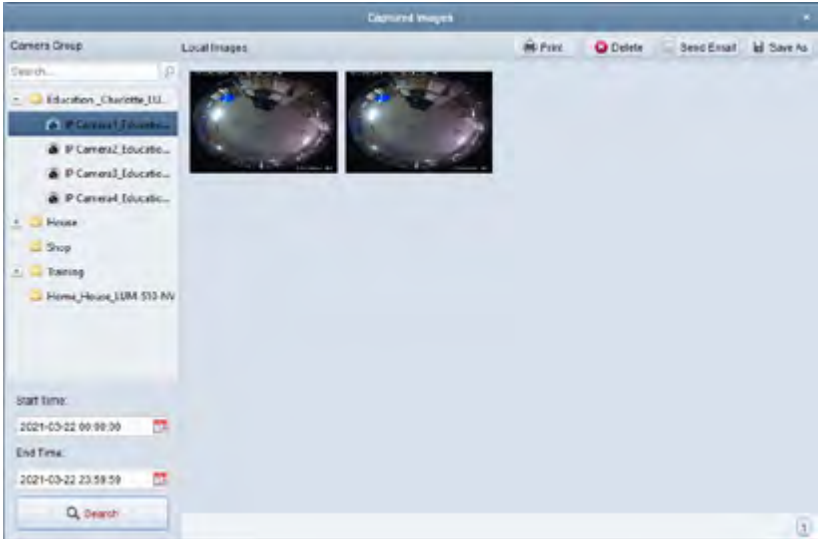 Captured Images
Camera Group
Local Images
Print
Delete
Send Email
Save As
Search...
Education _Charlotte_LU...
IP Camera1_Educatio...
IP Camera2_Educatio...
IP Camera3_Educatio...
IP Camera4_Educatio...
House
Shop
Training
Home_House_LUM-510-NV
Start Time:
2021-03-22 00:00:00
End Time:
2021-03-22 23:59:59
Search
1